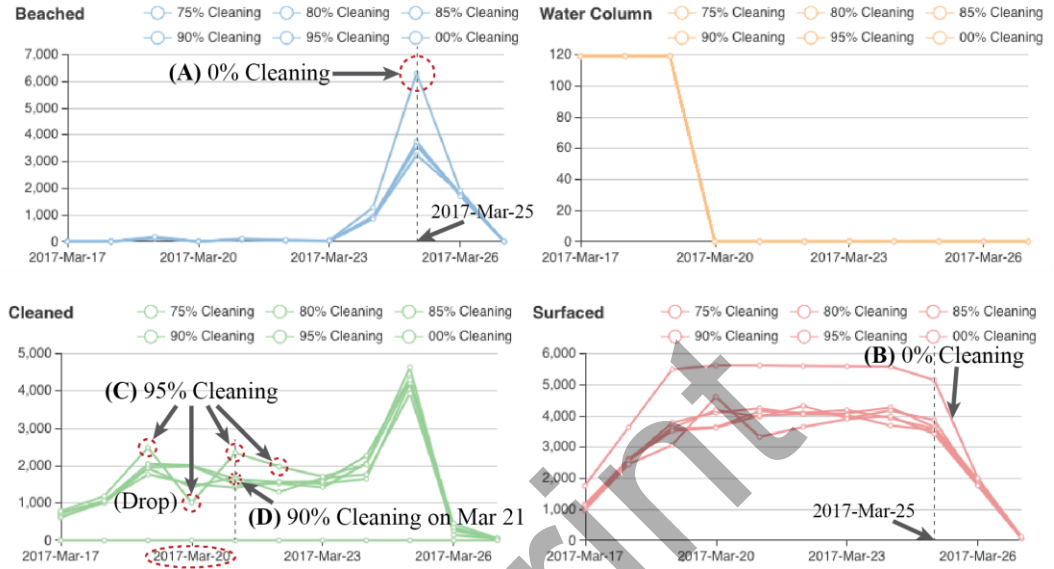 Beached
75% Cleaning 80% Cleaning 85% Cleaning
90% Cleaning 95% Cleaning 00% Cleaning
7,000
6,000
5,000
4,000
3,000
2,000
1,000
0
(A) 0% Cleaning
2017-Mar-25
2017-Mar-17 2017-Mar-20 2017-Mar-23 2017-Mar-26
Water Column
75% Cleaning 80% Cleaning 85% Cleaning
90% Cleaning 95% Cleaning 00% Cleaning
120
100
80
60
40
20
0
2017-Mar-17 2017-Mar-20 2017-Mar-23 2017-Mar-26
Cleaned
75% Cleaning 80% Cleaning 85% Cleaning
90% Cleaning 95% Cleaning 00% Cleaning
5,000
4,000
3,000
2,000
1,000
0
(C) 95% Cleaning
(Drop)
(D) 90% Cleaning on Mar 21
2017-Mar-17 2017-Mar-20 2017-Mar-23 2017-Mar-26
Surfaced
75% Cleaning 80% Cleaning 85% Cleaning
90% Cleaning 95% Cleaning 00% Cleaning
6,000
5,000
4,000
3,000
2,000
1,000
0
(B) 0% Cleaning
2017-Mar-25
2017-Mar-17 2017-Mar-20 2017-Mar-23 2017-Mar-26
rint